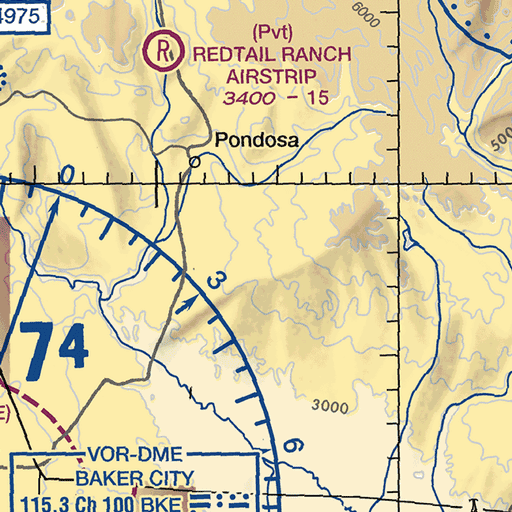 4975
6000
(Pvt)
R REDTAIL RANCH
AIRSTRIP
3400 - 15
Pondosa
500
0
3
74
3000
6
E)
VOR-DME
BAKER CITY
115.3 Ch 100 BKE